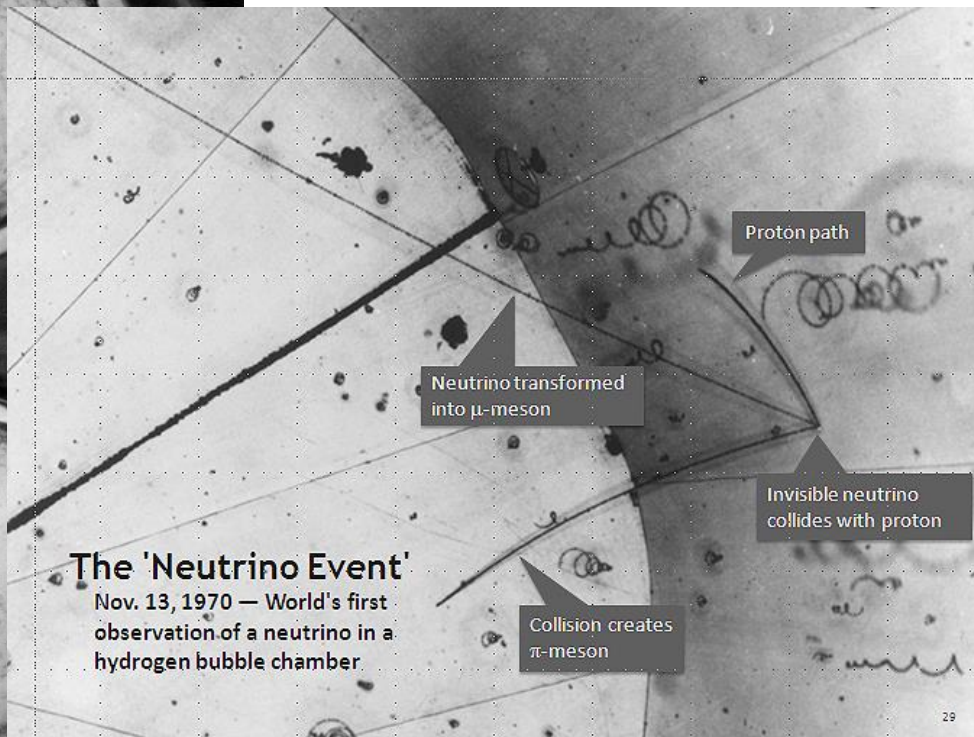 Proton path
Neutrino transformed
into μ-meson
Invisible neutrino
collides with proton
The 'Neutrino Event'
Nov. 13, 1970 — World's first
observation of a neutrino in a
hydrogen bubble chamber
Collision creates
π-meson
29